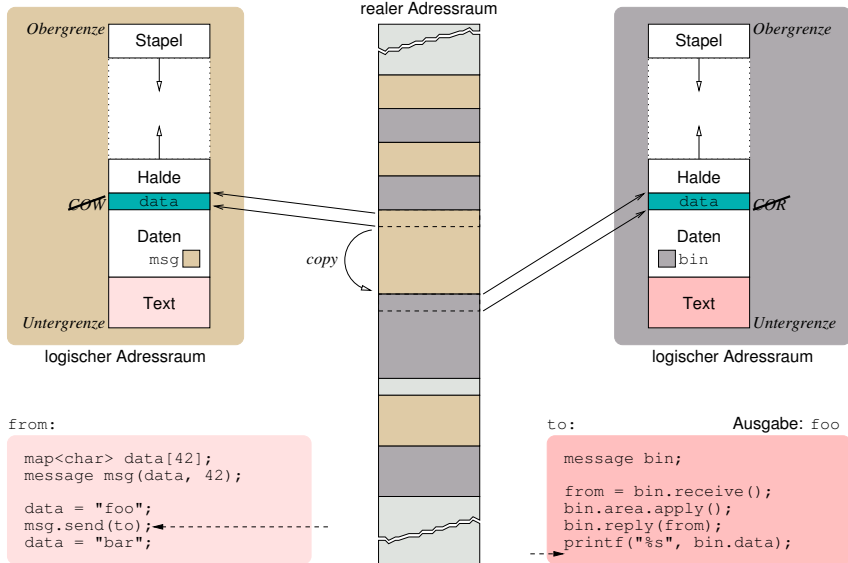 realer Adressraum
Obergrenze
Stapel
Halde
COW
data
Daten
msg
Text
Untergrenze
logischer Adressraum
copy
Stapel
Obergrenze
Halde
data
COR
Daten
bin
Text
Untergrenze
logischer Adressraum
from:
map<char> data[42];
message msg(data, 42);
data = "foo";
msg.send(to);
data = "bar";
to:
Ausgabe: foo
message bin;
from = bin.receive();
bin.area.apply();
bin.reply(from);
printf("%s", bin.data);